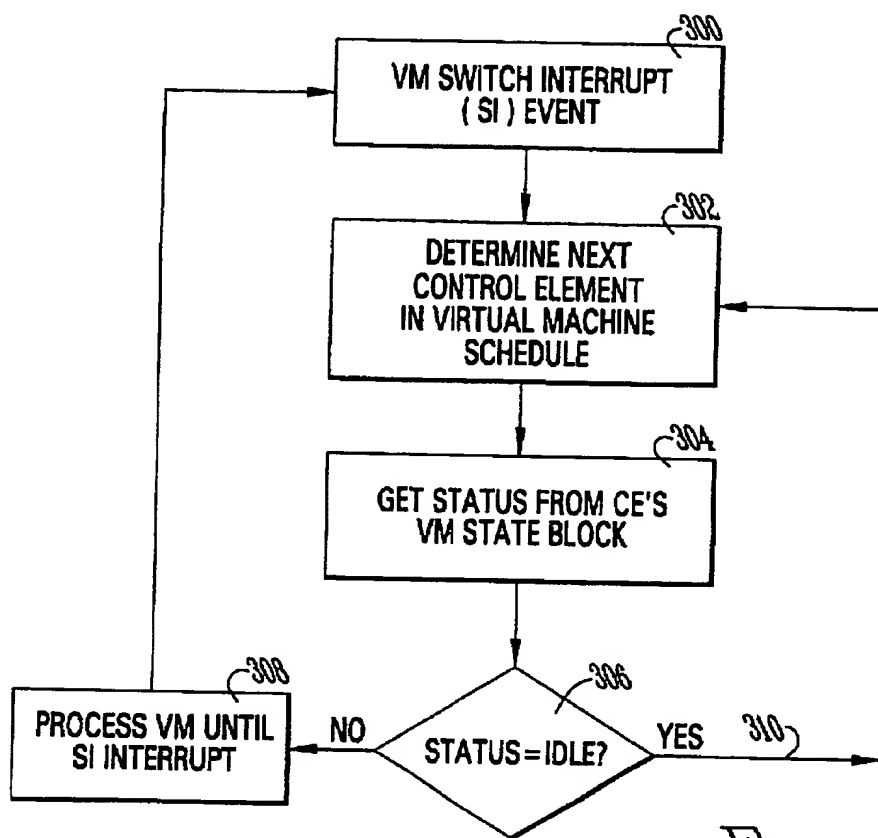 300
VM SWITCH INTERRUPT
( SI ) EVENT
302
DETERMINE NEXT
CONTROL ELEMENT
IN VIRTUAL MACHINE
SCHEDULE
304
GET STATUS FROM CE'S
VM STATE BLOCK
306
STATUS=IDLE?
NO
YES
308
PROCESS VM UNTIL
SI INTERRUPT
310